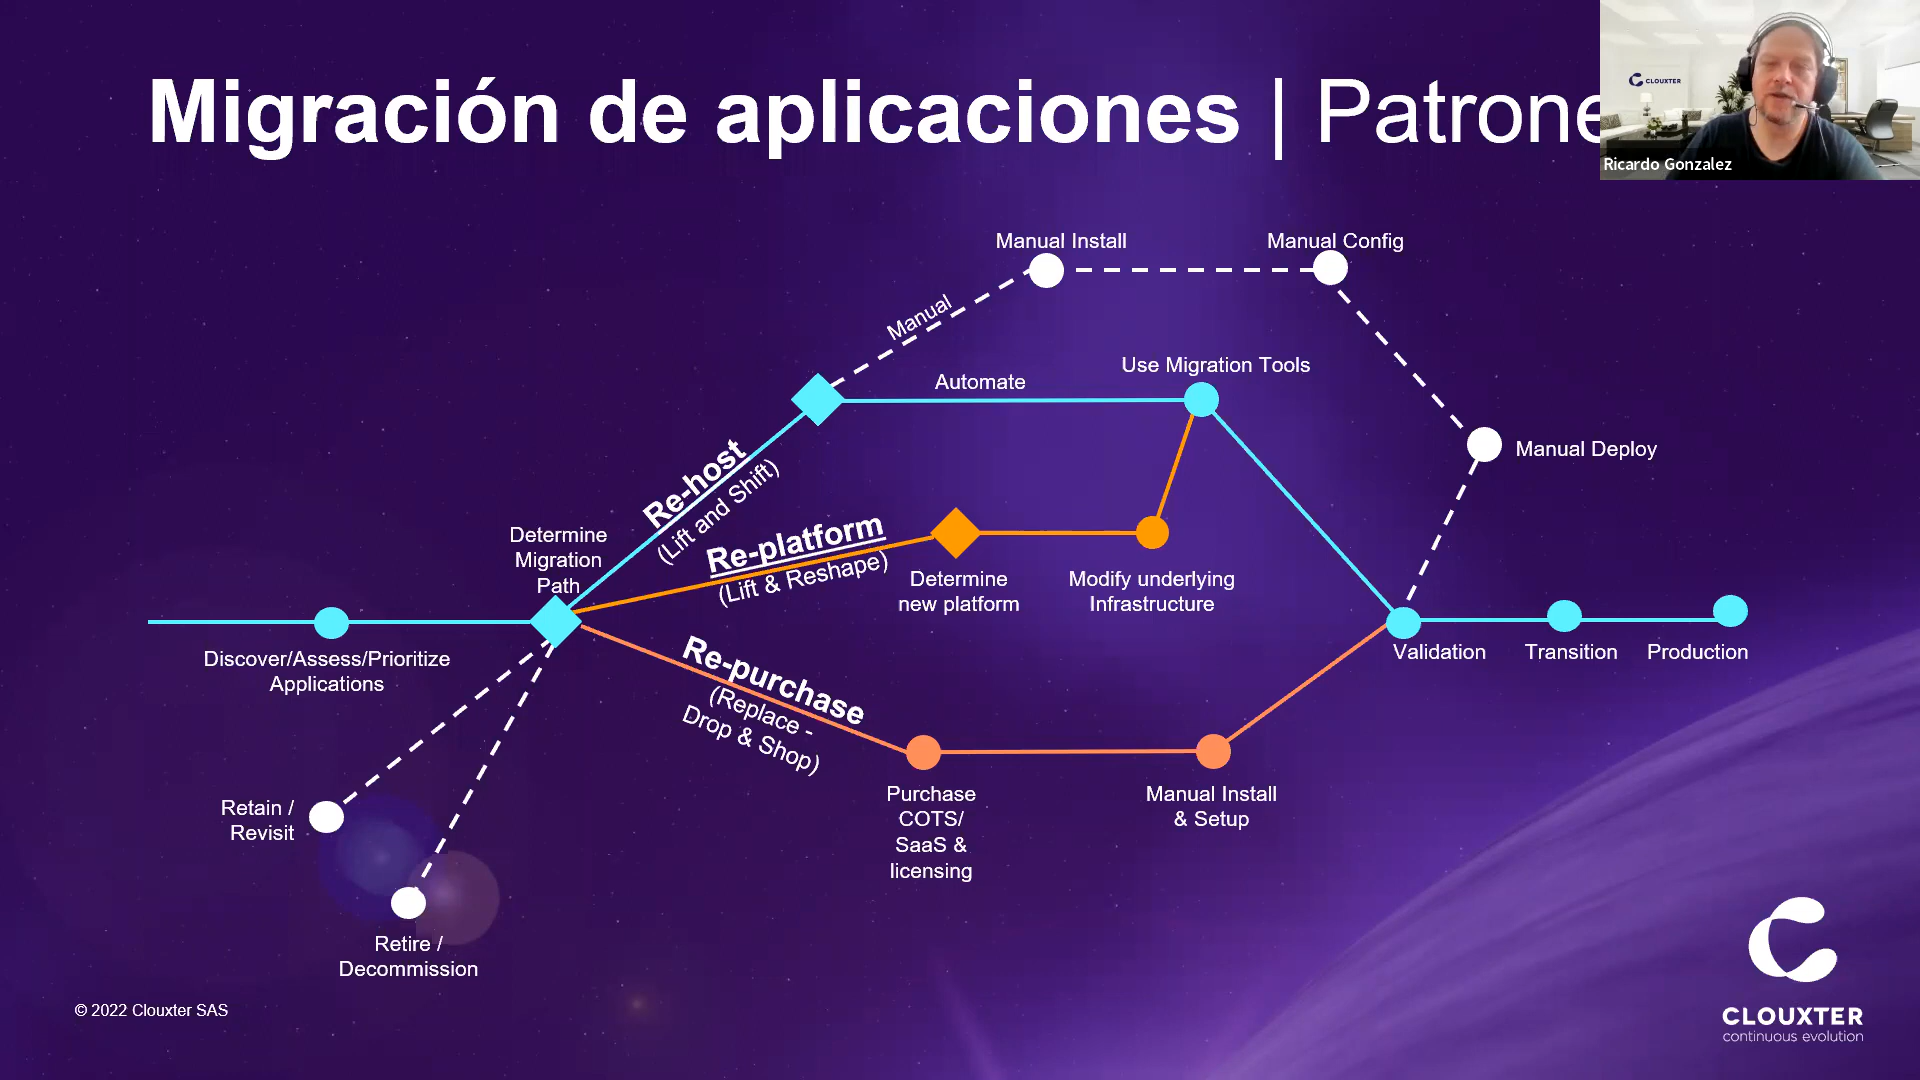 Migración de aplicaciones | Patrone
CLOUXTER
Ricardo Gonzalez
Manual Install
Manual Config
Manual
Use Migration Tools
Automate
Manual Deploy
Re-host
(Lift and Shift)
Determine
Migration
Path
Re-platform
(Lift & Reshape)
Determine
new platform
Modify underlying
Infrastructure
Discover/Assess/Prioritize
Applications
Re-purchase
(Replace -
Drop & Shop)
Validation
Transition
Production
Retain /
Revisit
Purchase
COTS/
SaaS &
licensing
Manual Install
& Setup
Retire /
Decommission
© 2022 Clouxter SAS
CLOUXTER
continuous evolution